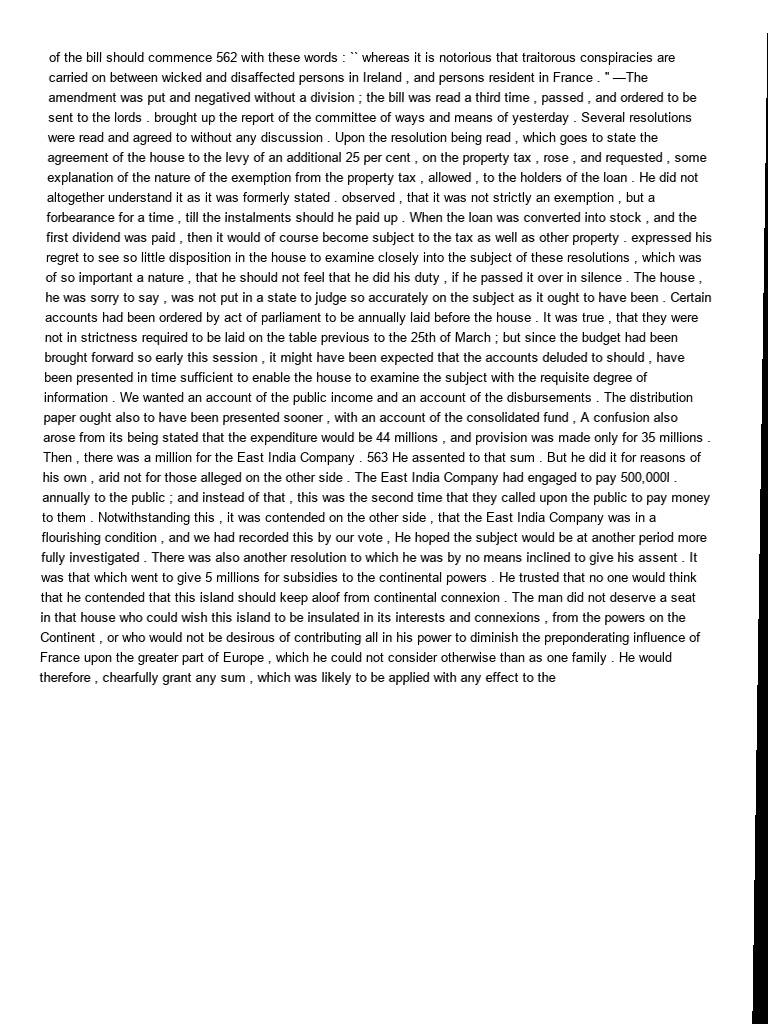 of the bill should commence 562 with these words : `` whereas it is notorious that traitorous conspiracies are
carried on between wicked and disaffected persons in Ireland , and persons resident in France . " —The
amendment was put and negatived without a division ; the bill was read a third time , passed , and ordered to be
sent to the lords . brought up the report of the committee of ways and means of yesterday . Several resolutions
were read and agreed to without any discussion . Upon the resolution being read , which goes to state the
agreement of the house to the levy of an additional 25 per cent , on the property tax , rose , and requested , some
explanation of the nature of the exemption from the property tax , allowed , to the holders of the loan . He did not
altogether understand it as it was formerly stated . observed , that it was not strictly an exemption , but a
forbearance for a time , till the instalments should he paid up . When the loan was converted into stock , and the
first dividend was paid , then it would of course become subject to the tax as well as other property . expressed his
regret to see so little disposition in the house to examine closely into the subject of these resolutions , which was
of so important a nature , that he should not feel that he did his duty , if he passed it over in silence . The house ,
he was sorry to say , was not put in a state to judge so accurately on the subject as it ought to have been . Certain
accounts had been ordered by act of parliament to be annually laid before the house . It was true , that they were
not in strictness required to be laid on the table previous to the 25th of March ; but since the budget had been
brought forward so early this session , it might have been expected that the accounts deluded to should , have
been presented in time sufficient to enable the house to examine the subject with the requisite degree of
information . We wanted an account of the public income and an account of the disbursements . The distribution
paper ought also to have been presented sooner , with an account of the consolidated fund , A confusion also
arose from its being stated that the expenditure would be 44 millions , and provision was made only for 35 millions .
Then , there was a million for the East India Company . 563 He assented to that sum . But he did it for reasons of
his own , arid not for those alleged on the other side . The East India Company had engaged to pay 500,000l .
annually to the public ; and instead of that , this was the second time that they called upon the public to pay money
to them . Notwithstanding this , it was contended on the other side , that the East India Company was in a
flourishing condition , and we had recorded this by our vote , He hoped the subject would be at another period more
fully investigated . There was also another resolution to which he was by no means inclined to give his assent . It
was that which went to give 5 millions for subsidies to the continental powers . He trusted that no one would think
that he contended that this island should keep aloof from continental connexion . The man did not deserve a seat
in that house who could wish this island to be insulated in its interests and connexions , from the powers on the
Continent , or who would not be desirous of contributing all in his power to diminish the preponderating influence of
France upon the greater part of Europe , which he could not consider otherwise than as one family . He would
therefore , chearfully grant any sum , which was likely to be applied with any effect to the